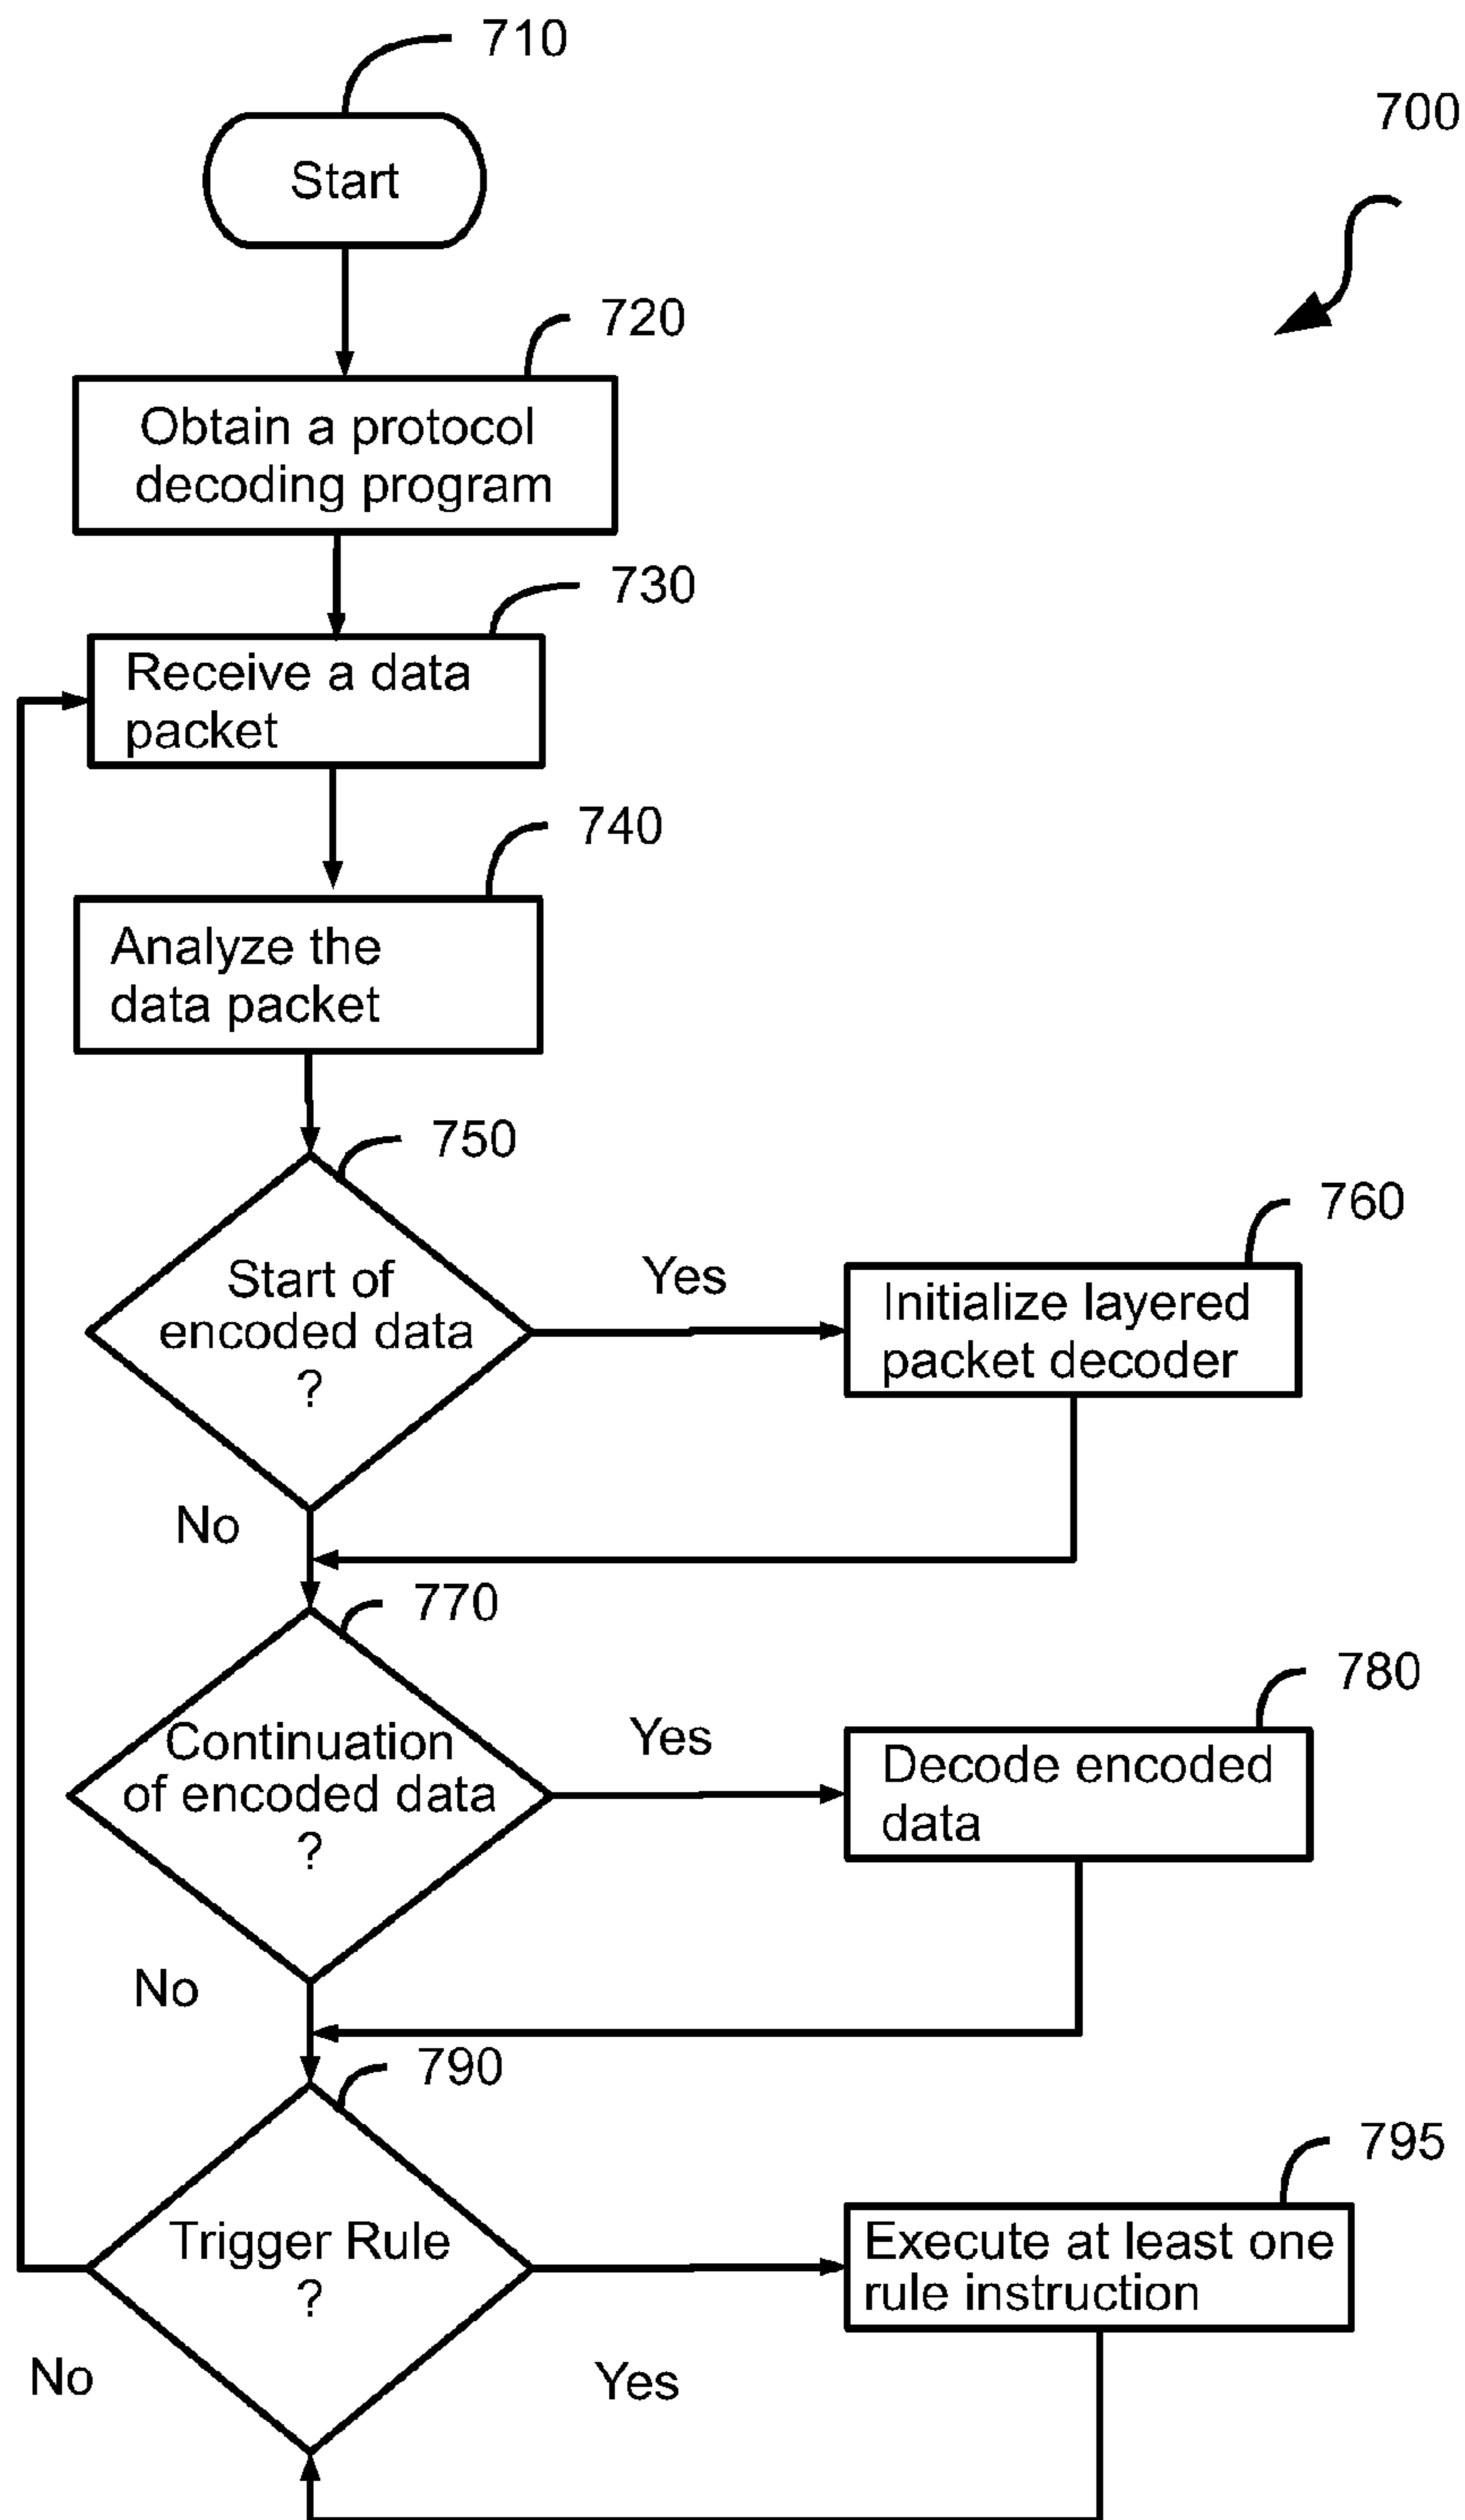 710
700
Start
720
Obtain a protocol
decoding program
730
Receive a data
packet
740
Analyze the
data packet
750
760
Start of
encoded data
?
Yes
Initialize layered
packet decoder
No
770
780
Continuation
of encoded data
?
Yes
Decode encoded
data
No
790
795
Trigger Rule
?
Execute at least one
rule instruction
No
Yes